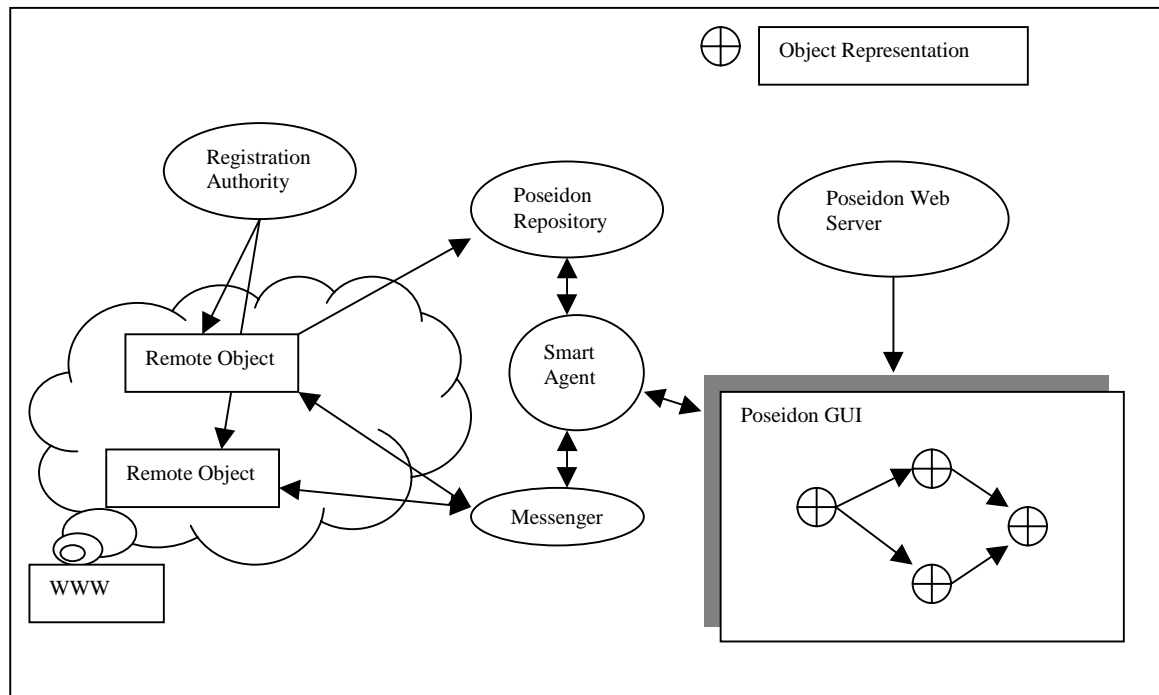 Object Representation
Registration
Authority
Poseidon
Repository
Poseidon Web
Server
Remote Object
Smart
Agent
Poseidon GUI
Remote Object
Messenger
WWW